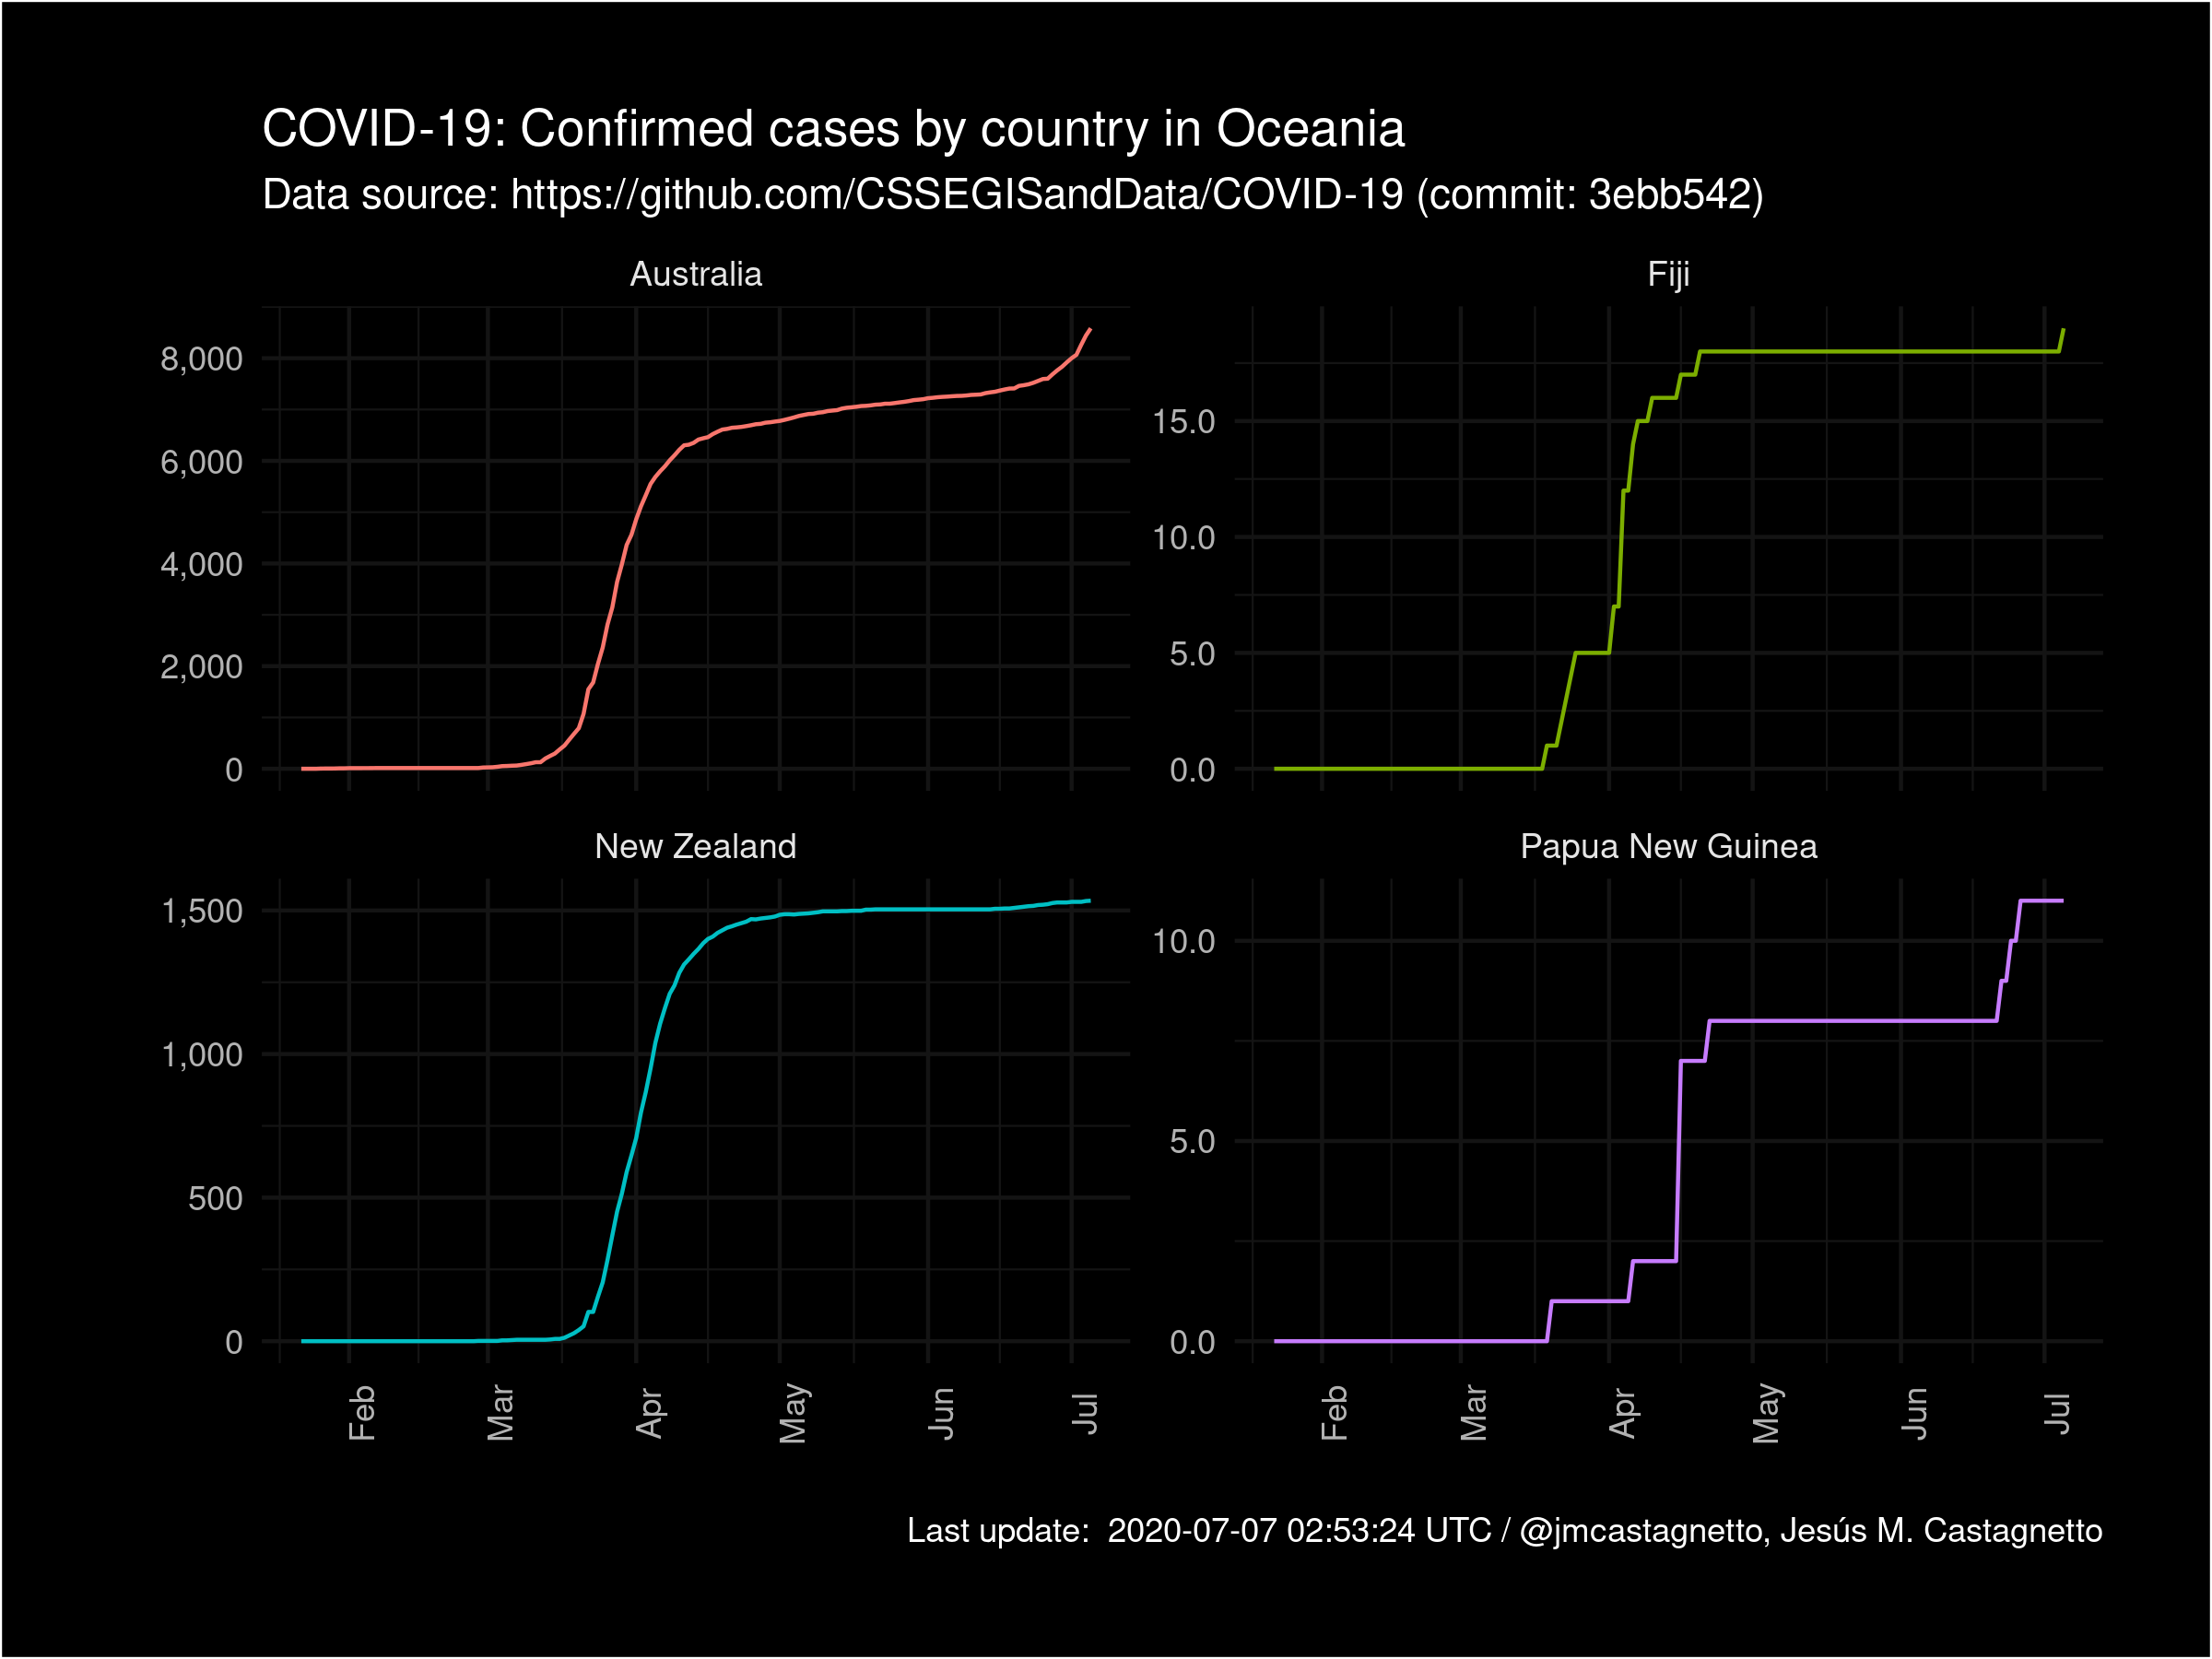 COVID-19: Confirmed cases by country in Oceania
Data source: https://github.com/CSSEGISandData/COVID-19 (commit: 3ebb542)
Australia
8,000
6,000
4,000
2,000
0
Fiji
15.0
10.0
5.0
0.0
New Zealand
1,500
1,000
500
0
Papua New Guinea
10.0
5.0
0.0
Feb Mar Apr May Jun Jul
Feb Mar Apr May Jun Jul
Last update:  2020-07-07 02:53:24 UTC / @jmcastagnetto, Jesús M. Castagnetto